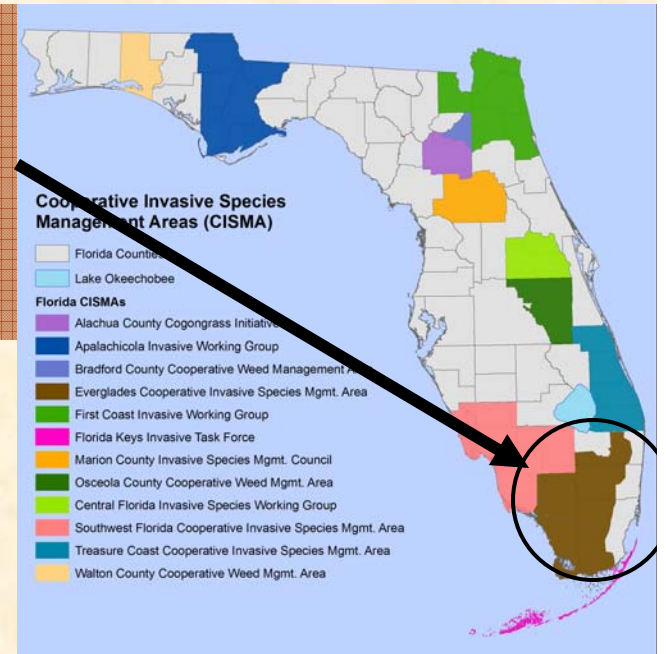 Cooperative Invasive Species
Management Areas (CISMA)
Florida Counties
Lake Okeechobee
Florida CISMAs
Alachua County Cogongrass Initiative
Apalachicola Invasive Working Group
Bradford County Cooperative Weed Management Area
Everglades Cooperative Invasive Species Mgmt. Area
First Coast Invasive Working Group
Florida Keys Invasive Task Force
Marion County Invasive Species Mgmt. Council
Osceola County Cooperative Weed Mgmt. Area
Central Florida Invasive Species Working Group
Southwest Florida Cooperative Invasive Species Mgmt. Area
Treasure Coast Cooperative Invasive Species Mgmt. Area
Walton County Cooperative Weed Mgmt. Area